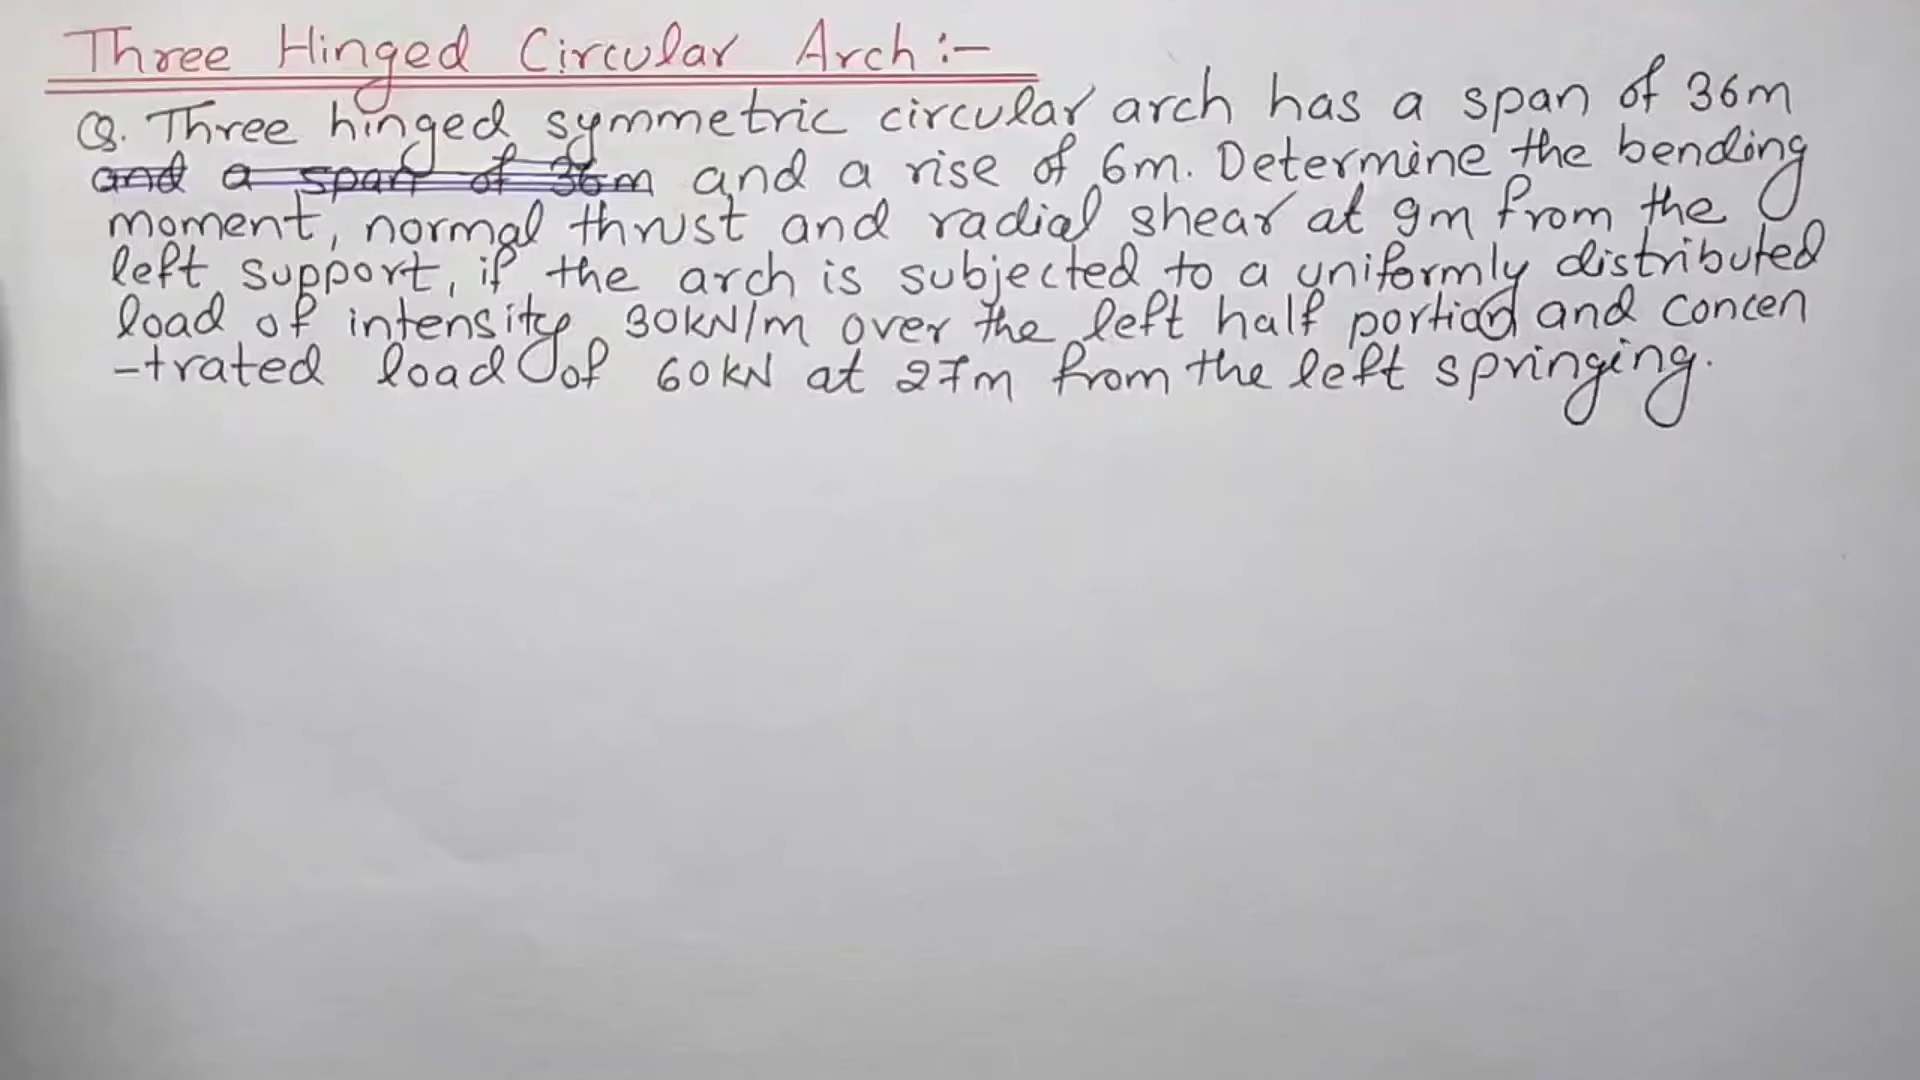 Three Hinged Circular Arch:-
Q. Three hinged symmetric circular arch has a span of 36m
and a span of 36m and a rise of 6m. Determine the bending
moment, normal thrust and radial shear at 9m from the
left support, if the arch is subjected to a uniformly distributed
load of intensity 30kN/m over the left half portion and concen
-trated load of 60kN at 27m from the left springing.